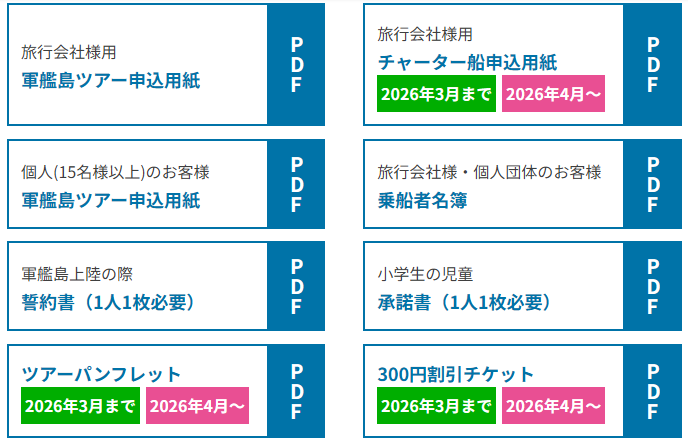 旅行会社様用
軍艦島ツアー申込用紙
PDF
旅行会社様用
チャーター船申込用紙
2026年3月まで 2026年4月～
PDF
個人(15名様以上)のお客様
軍艦島ツアー申込用紙
PDF
旅行会社様・個人団体のお客様
乗船者名簿
PDF
軍艦島上陸の際
誓約書（1人1枚必要）
PDF
小学生の児童
承諾書（1人1枚必要）
PDF
ツアーパンフレット
2026年3月まで 2026年4月～
PDF
300円割引チケット
2026年3月まで 2026年4月～
PDF